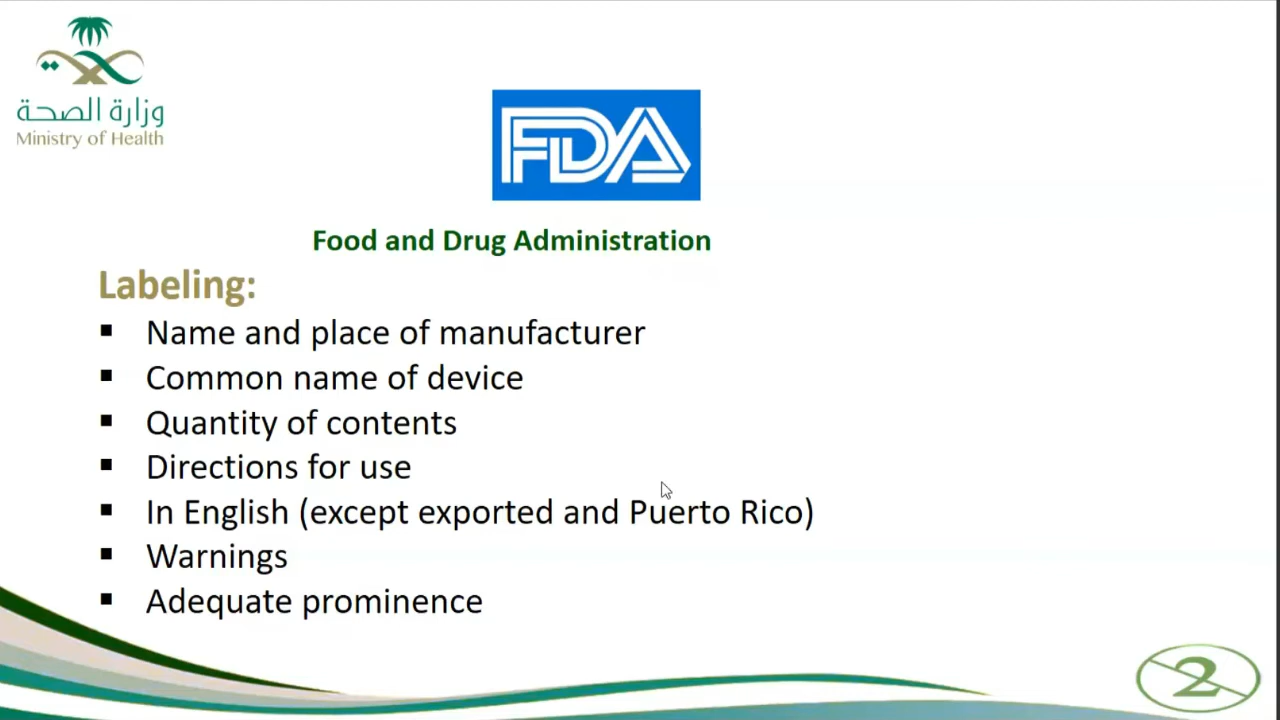 وزارة الصحة
Ministry of Health
FDA
Food and Drug Administration
Labeling:
▪ Name and place of manufacturer
▪ Common name of device
▪ Quantity of contents
▪ Directions for use
▪ In English (except exported and Puerto Rico)
▪ Warnings
▪ Adequate prominence
2